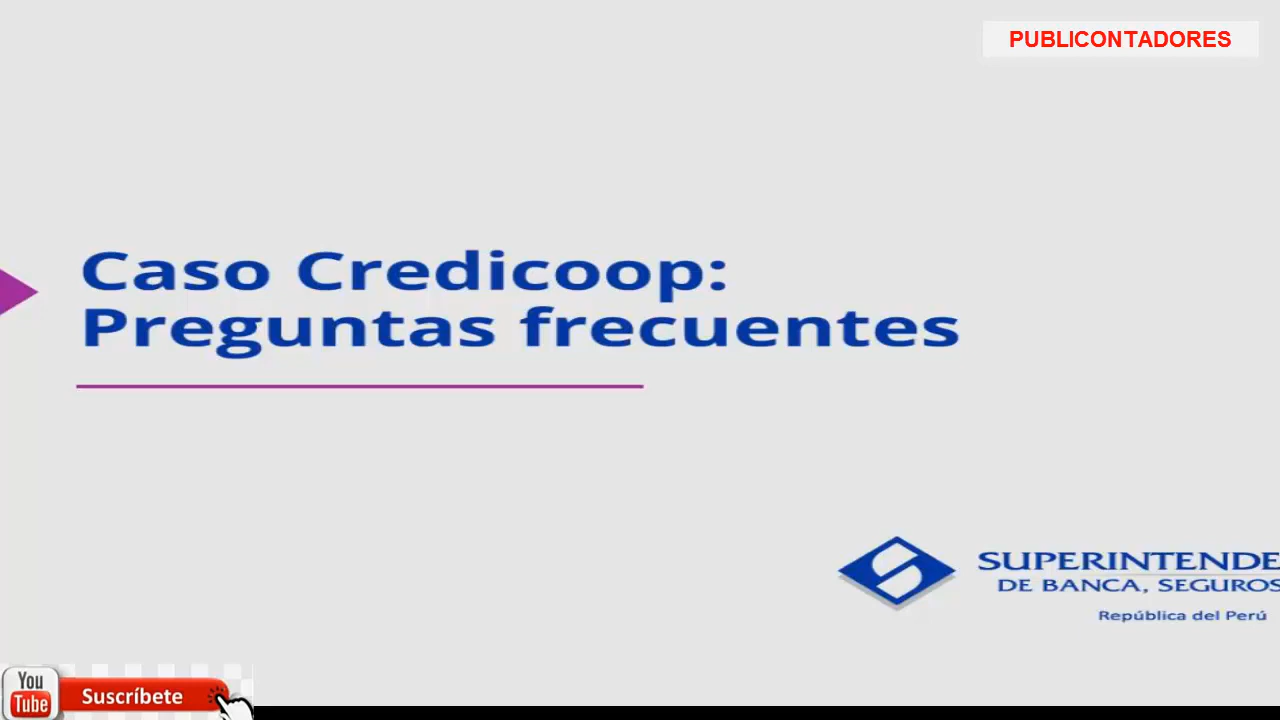 PUBLICONTADORES
Caso Credicoop:
Preguntas frecuentes
SUPERINTENDE
DE BANCA, SEGUROS
República del Perú
You
Tube
Suscríbete